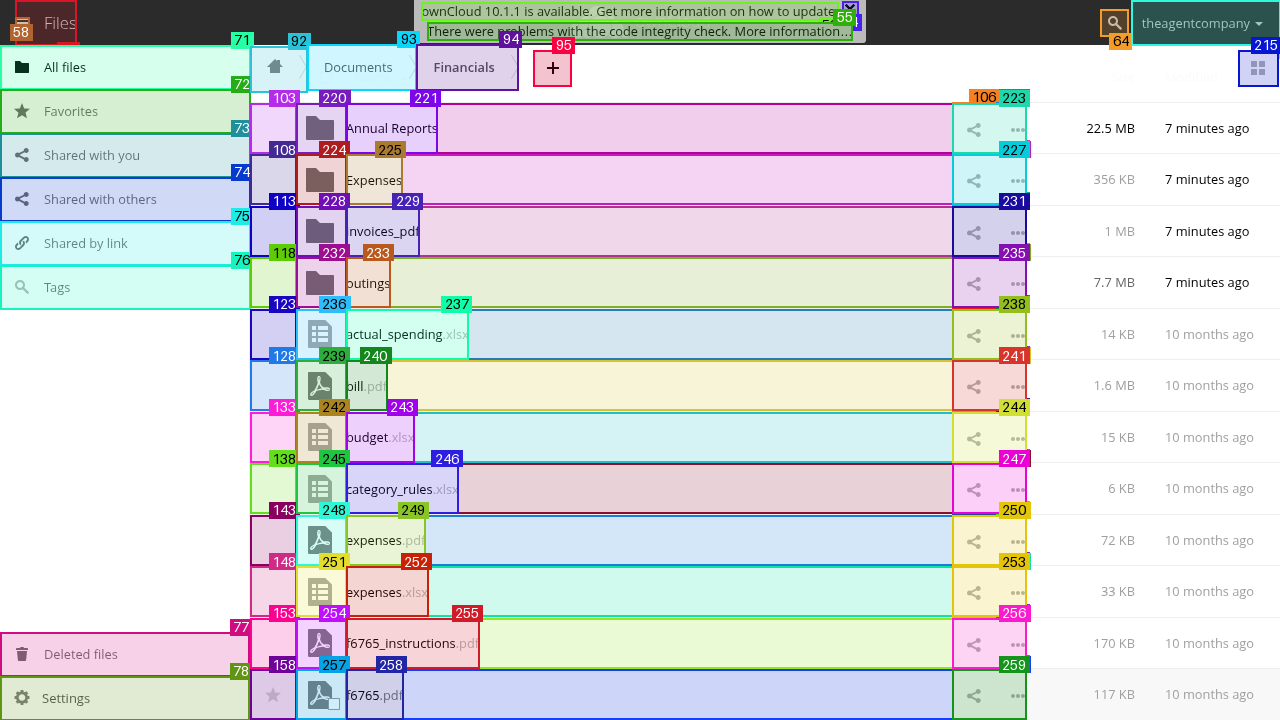 Files
ownCloud 10.1.1 is available. Get more information on how to update
There were problems with the code integrity check. More information…
theagentcompany
58
55
64
71
92
93
94
95
215
All files
Documents
Financials
+
72
Favorites
73
Shared with you
74
Shared with others
75
Shared by link
76
Tags
103
220
221
106
223
Annual Reports
22.5 MB
7 minutes ago
108
224
225
227
Expenses
356 KB
7 minutes ago
113
228
229
231
invoices_pdf
1 MB
7 minutes ago
118
232
233
235
outings
7.7 MB
7 minutes ago
123
236
237
238
actual_spending.xlsx
14 KB
10 months ago
128
239
240
241
bill.pdf
1.6 MB
10 months ago
133
242
243
244
budget.xlsx
15 KB
10 months ago
138
245
246
247
category_rules.xlsx
6 KB
10 months ago
143
248
249
250
expenses.pdf
72 KB
10 months ago
148
251
252
253
expenses.xlsx
33 KB
10 months ago
153
254
255
256
f6765_instructions.pdf
170 KB
10 months ago
77
Deleted files
158
257
258
259
f6765.pdf
117 KB
10 months ago
78
Settings